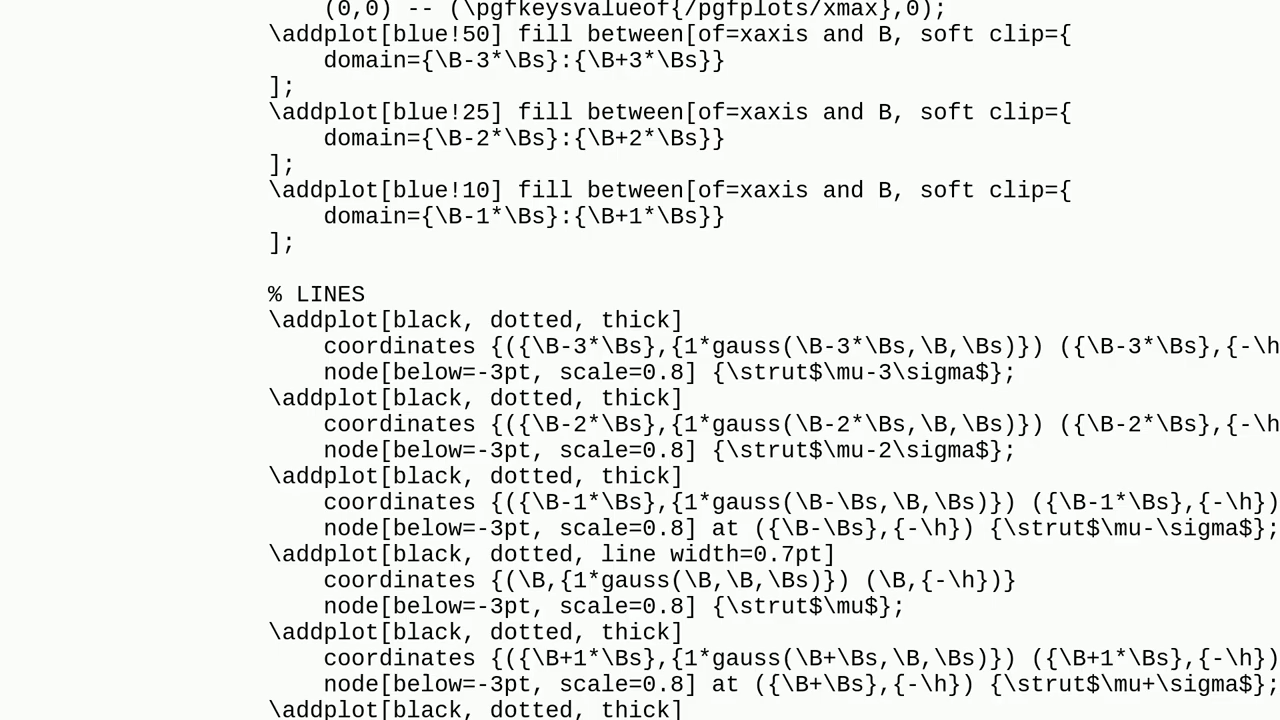 (0,0) -- (\pgfkeysvalueof{/pgfplots/xmax},0);
\addplot[blue!50] fill between[of=xaxis and B, soft clip={
domain={\B-3*\Bs}:{\B+3*\Bs}}
];
\addplot[blue!25] fill between[of=xaxis and B, soft clip={
domain={\B-2*\Bs}:{\B+2*\Bs}}
];
\addplot[blue!10] fill between[of=xaxis and B, soft clip={
domain={\B-1*\Bs}:{\B+1*\Bs}}
];
% LINES
\addplot[black, dotted, thick]
coordinates {({\B-3*\Bs},{1*gauss(\B-3*\Bs,\B,\Bs)}) ({\B-3*\Bs},{-\h
node[below=-3pt, scale=0.8] {\strut$\mu-3\sigma$};
\addplot[black, dotted, thick]
coordinates {({\B-2*\Bs},{1*gauss(\B-2*\Bs,\B,\Bs)}) ({\B-2*\Bs},{-\h
node[below=-3pt, scale=0.8] {\strut$\mu-2\sigma$};
\addplot[black, dotted, thick]
coordinates {({\B-1*\Bs},{1*gauss(\B-\Bs,\B,\Bs)}) ({\B-1*\Bs},{-\h})
node[below=-3pt, scale=0.8] at ({\B-\Bs},{-\h}) {\strut$\mu-\sigma$};
\addplot[black, dotted, line width=0.7pt]
coordinates {(\B,{1*gauss(\B,\B,\Bs)}) (\B,{-\h})}
node[below=-3pt, scale=0.8] {\strut$\mu$};
\addplot[black, dotted, thick]
coordinates {({\B+1*\Bs},{1*gauss(\B+\Bs,\B,\Bs)}) ({\B+1*\Bs},{-\h})
node[below=-3pt, scale=0.8] at ({\B+\Bs},{-\h}) {\strut$\mu+\sigma$};
\addplot[black, dotted, thick]